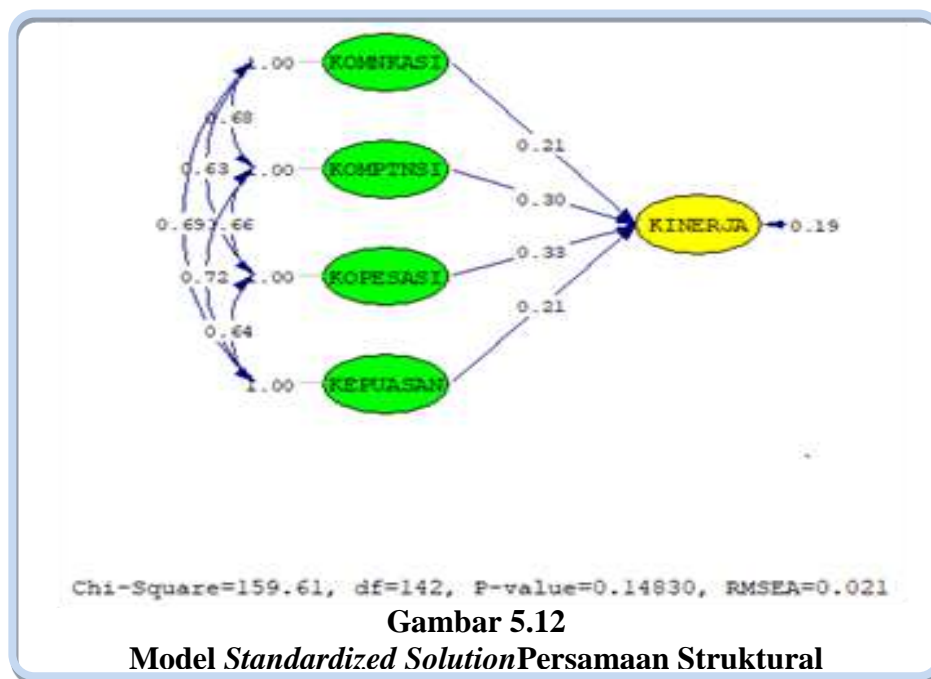 1.00 KOMNKASI
0.68
0.21
0.63 1.00 KOMPTNSI
0.30
0.69 .66 KINERJA 0.19
0.33
0.72 1.00 KOPESASI
0.21
0.64
1.00 KEPUASAN
Chi-Square=159.61, df=142, P-value=0.14830, RMSEA=0.021
Gambar 5.12
Model Standardized SolutionPersamaan Struktural